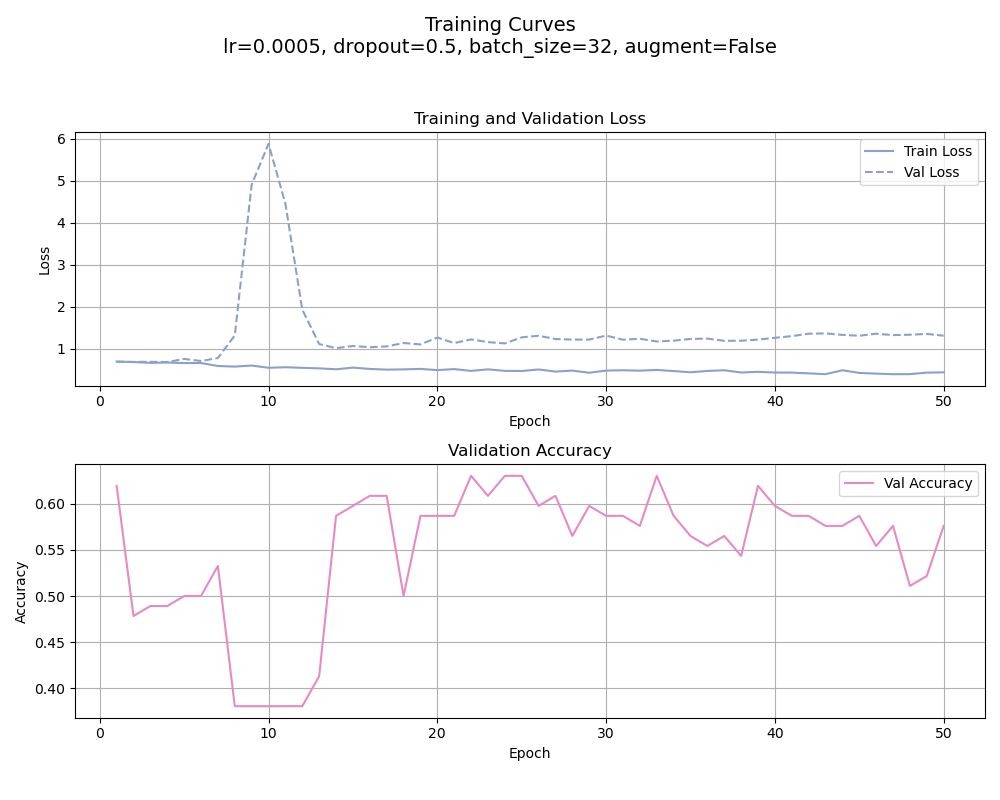 Training Curves
lr=0.0005, dropout=0.5, batch_size=32, augment=False
Training and Validation Loss
6
5
4
3
2
1
Loss
Train Loss
Val Loss
0 10 20 30 40 50
Epoch
Validation Accuracy
0.60
0.55
0.50
0.45
0.40
Accuracy
Val Accuracy
0 10 20 30 40 50
Epoch